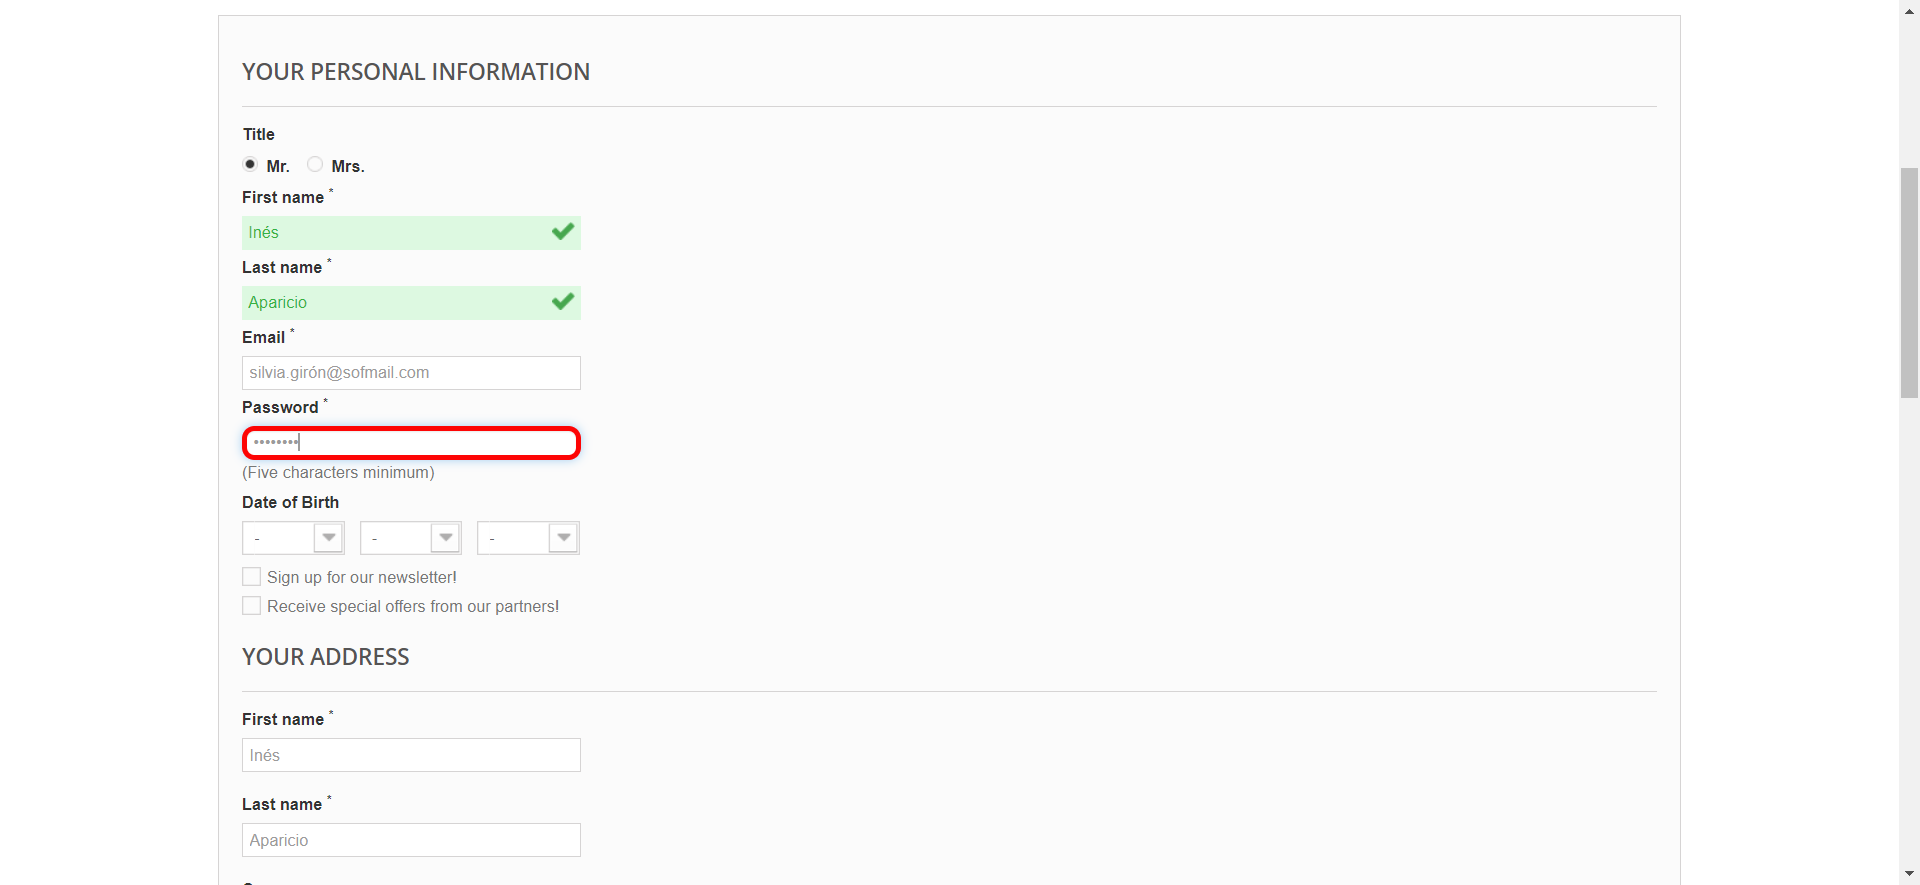 YOUR PERSONAL INFORMATION
Title
Mr. Mrs.
First name *
Inés
Last name *
Aparicio
Email *
silvia.girón@sofmail.com
Password *
••••••••
(Five characters minimum)
Date of Birth
- - -
Sign up for our newsletter!
Receive special offers from our partners!
YOUR ADDRESS
First name *
Inés
Last name *
Aparicio